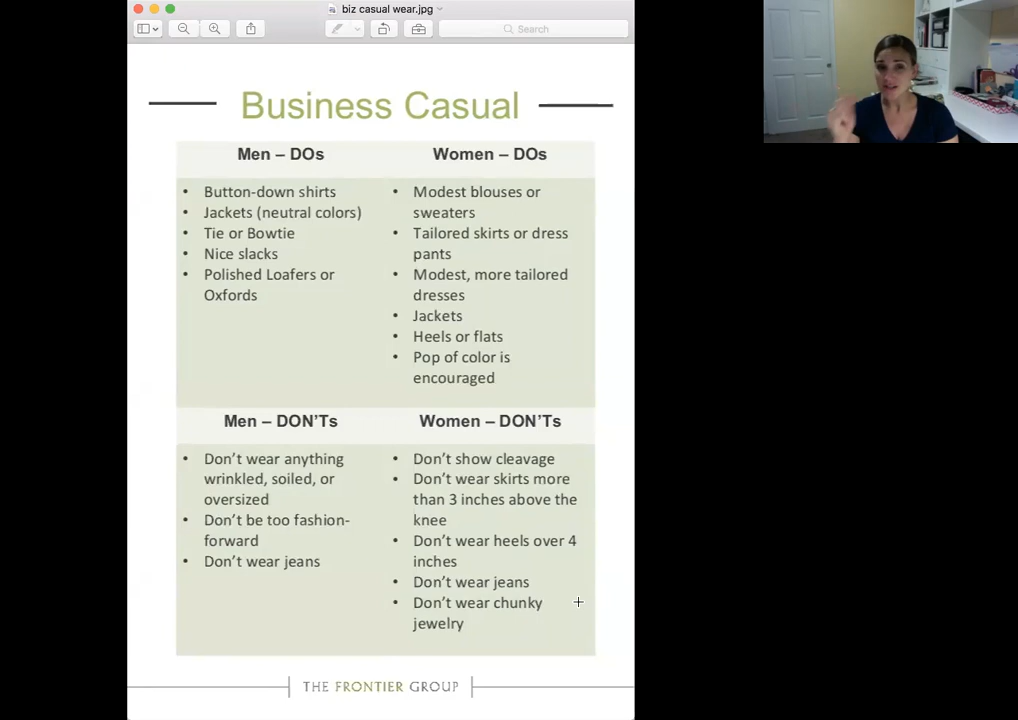 biz casual wear.jpg
Search
Business Casual
Men – DOs
Women – DOs
• Button-down shirts
• Jackets (neutral colors)
• Tie or Bowtie
• Nice slacks
• Polished Loafers or
Oxfords
• Modest blouses or
sweaters
• Tailored skirts or dress
pants
• Modest, more tailored
dresses
• Jackets
• Heels or flats
• Pop of color is
encouraged
Men – DON’Ts
Women – DON’Ts
• Don’t wear anything
wrinkled, soiled, or
oversized
• Don’t be too fashion-
forward
• Don’t wear jeans
• Don’t show cleavage
• Don’t wear skirts more
than 3 inches above the
knee
• Don’t wear heels over 4
inches
• Don’t wear jeans
• Don’t wear chunky
jewelry
THE FRONTIER GROUP